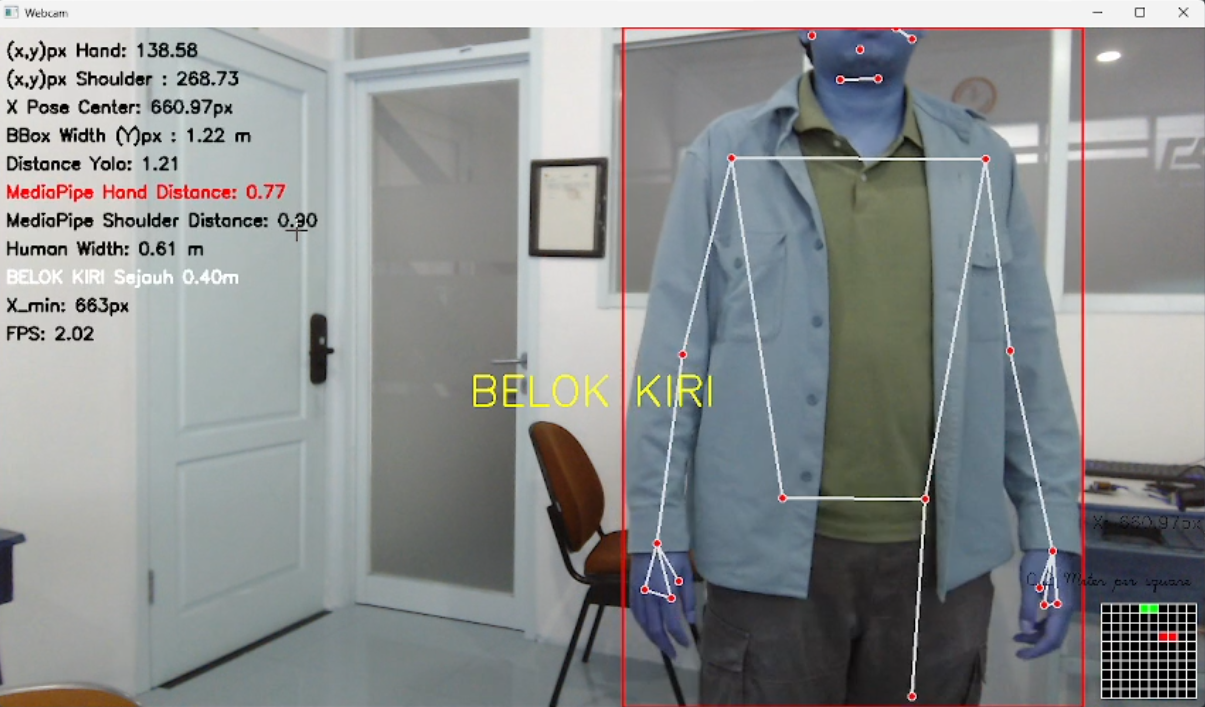 Webcam
(x,y)px Hand: 138.58
(x,y)px Shoulder : 268.73
X Pose Center: 660.97px
BBox Width (Y)px : 1.22 m
Distance Yolo: 1.21
MediaPipe Hand Distance: 0.77
MediaPipe Shoulder Distance: 0.90
Human Width: 0.61 m
BELOK KIRI Sejauh 0.40m
X_min: 663px
FPS: 2.02
BELOK KIRI
X: 660.97px
Meter per square